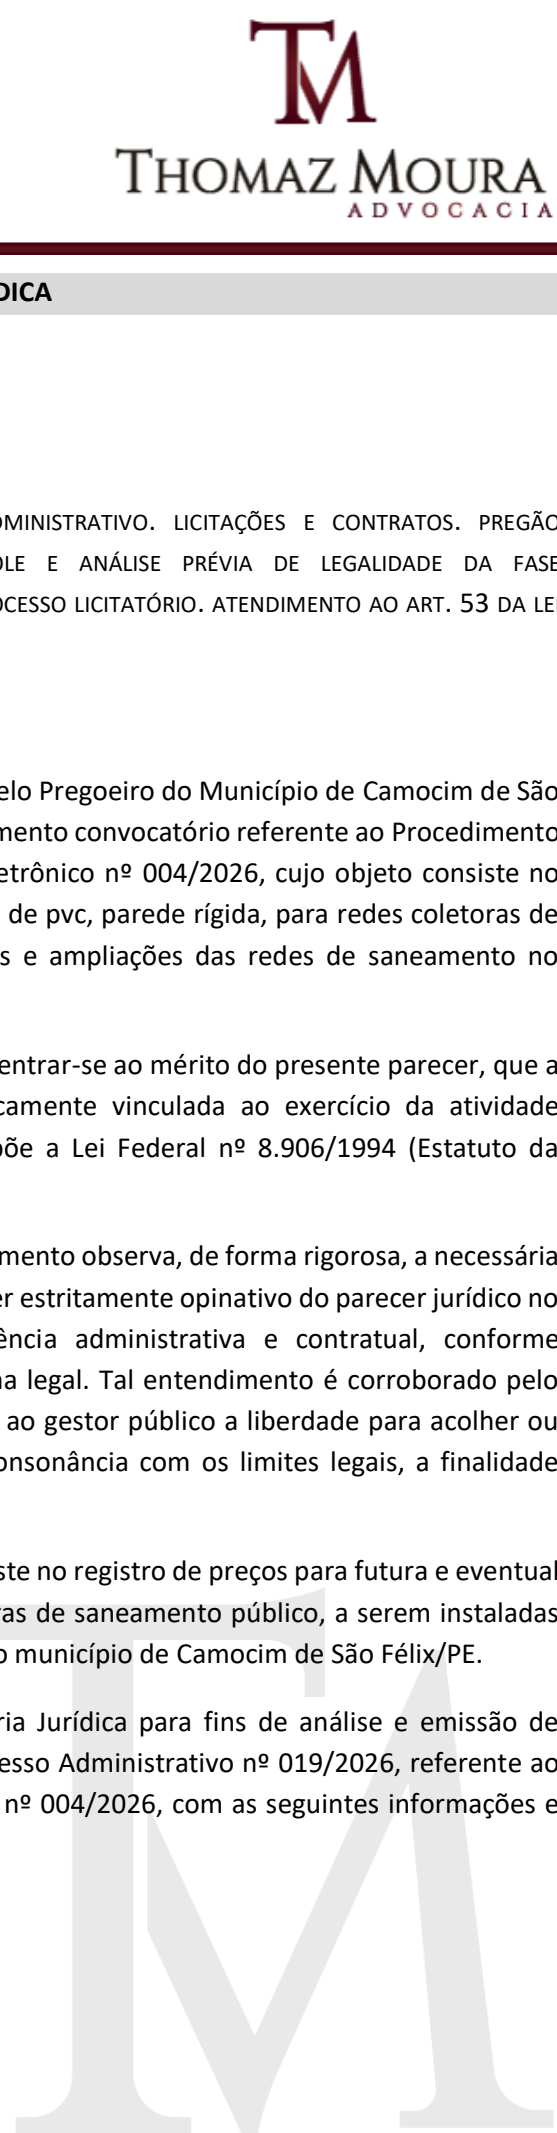 TM
THOMAZ MOURA
ADVOCACIA
DICA
DMINISTRATIVO. LICITAÇÕES E CONTRATOS. PREGÃO
OLE E ANÁLISE PRÉVIA DE LEGALIDADE DA FASE
OCESSO LICITATÓRIO. ATENDIMENTO AO ART. 53 DA LEI
elo Pregoeiro do Município de Camocim de São
mento convocatório referente ao Procedimento
etrônico nº 004/2026, cujo objeto consiste no
de pvc, parede rígida, para redes coletoras de
s e ampliações das redes de saneamento no
entrar-se ao mérito do presente parecer, que a
camente vinculada ao exercício da atividade
põe a Lei Federal nº 8.906/1994 (Estatuto da
mento observa, de forma rigorosa, a necessária
er estritamente opinativo do parecer jurídico no
ência administrativa e contratual, conforme
na legal. Tal entendimento é corroborado pelo
ao gestor público a liberdade para acolher ou
onsonância com os limites legais, a finalidade
ste no registro de preços para futura e eventual
ras de saneamento público, a serem instaladas
o município de Camocim de São Félix/PE.
ria Jurídica para fins de análise e emissão de
esso Administrativo nº 019/2026, referente ao
nº 004/2026, com as seguintes informações e
TM